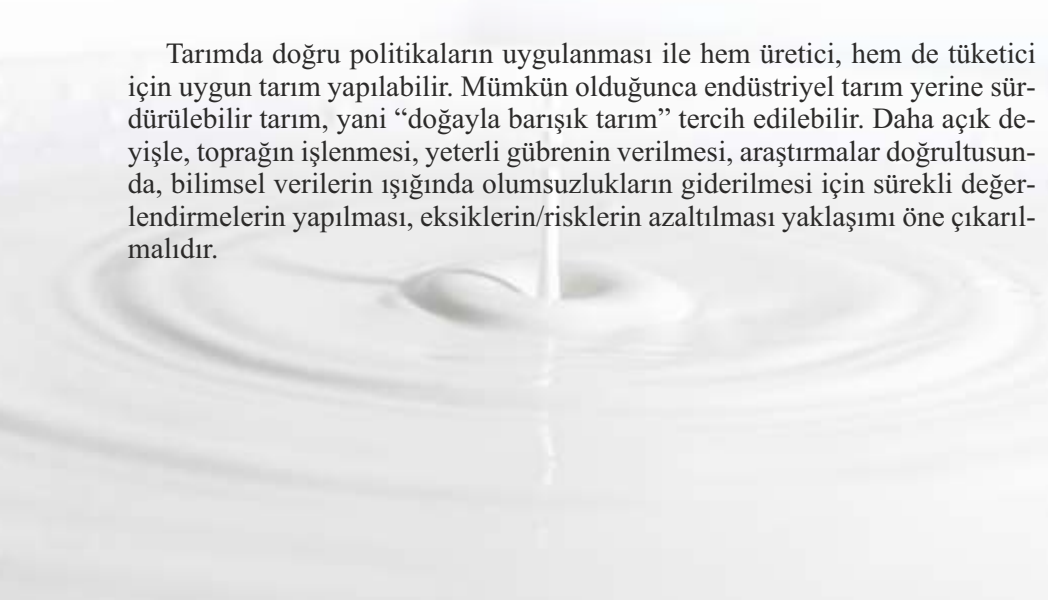 Tarımda doğru politikaların uygulanması ile hem üretici, hem de tüketici
için uygun tarım yapılabilir. Mümkün olduğunca endüstriyel tarım yerine sür-
dürülebilir tarım, yani “doğayla barışık tarım” tercih edilebilir. Daha açık de-
yişle, toprağın işlenmesi, yeterli gübrenin verilmesi, araştırmalar doğrultusun-
da, bilimsel verilerin ışığında olumsuzlukların giderilmesi için sürekli değer-
lendirmelerin yapılması, eksiklerin/risklerin azaltılması yaklaşımı öne çıkarıl-
malıdır.